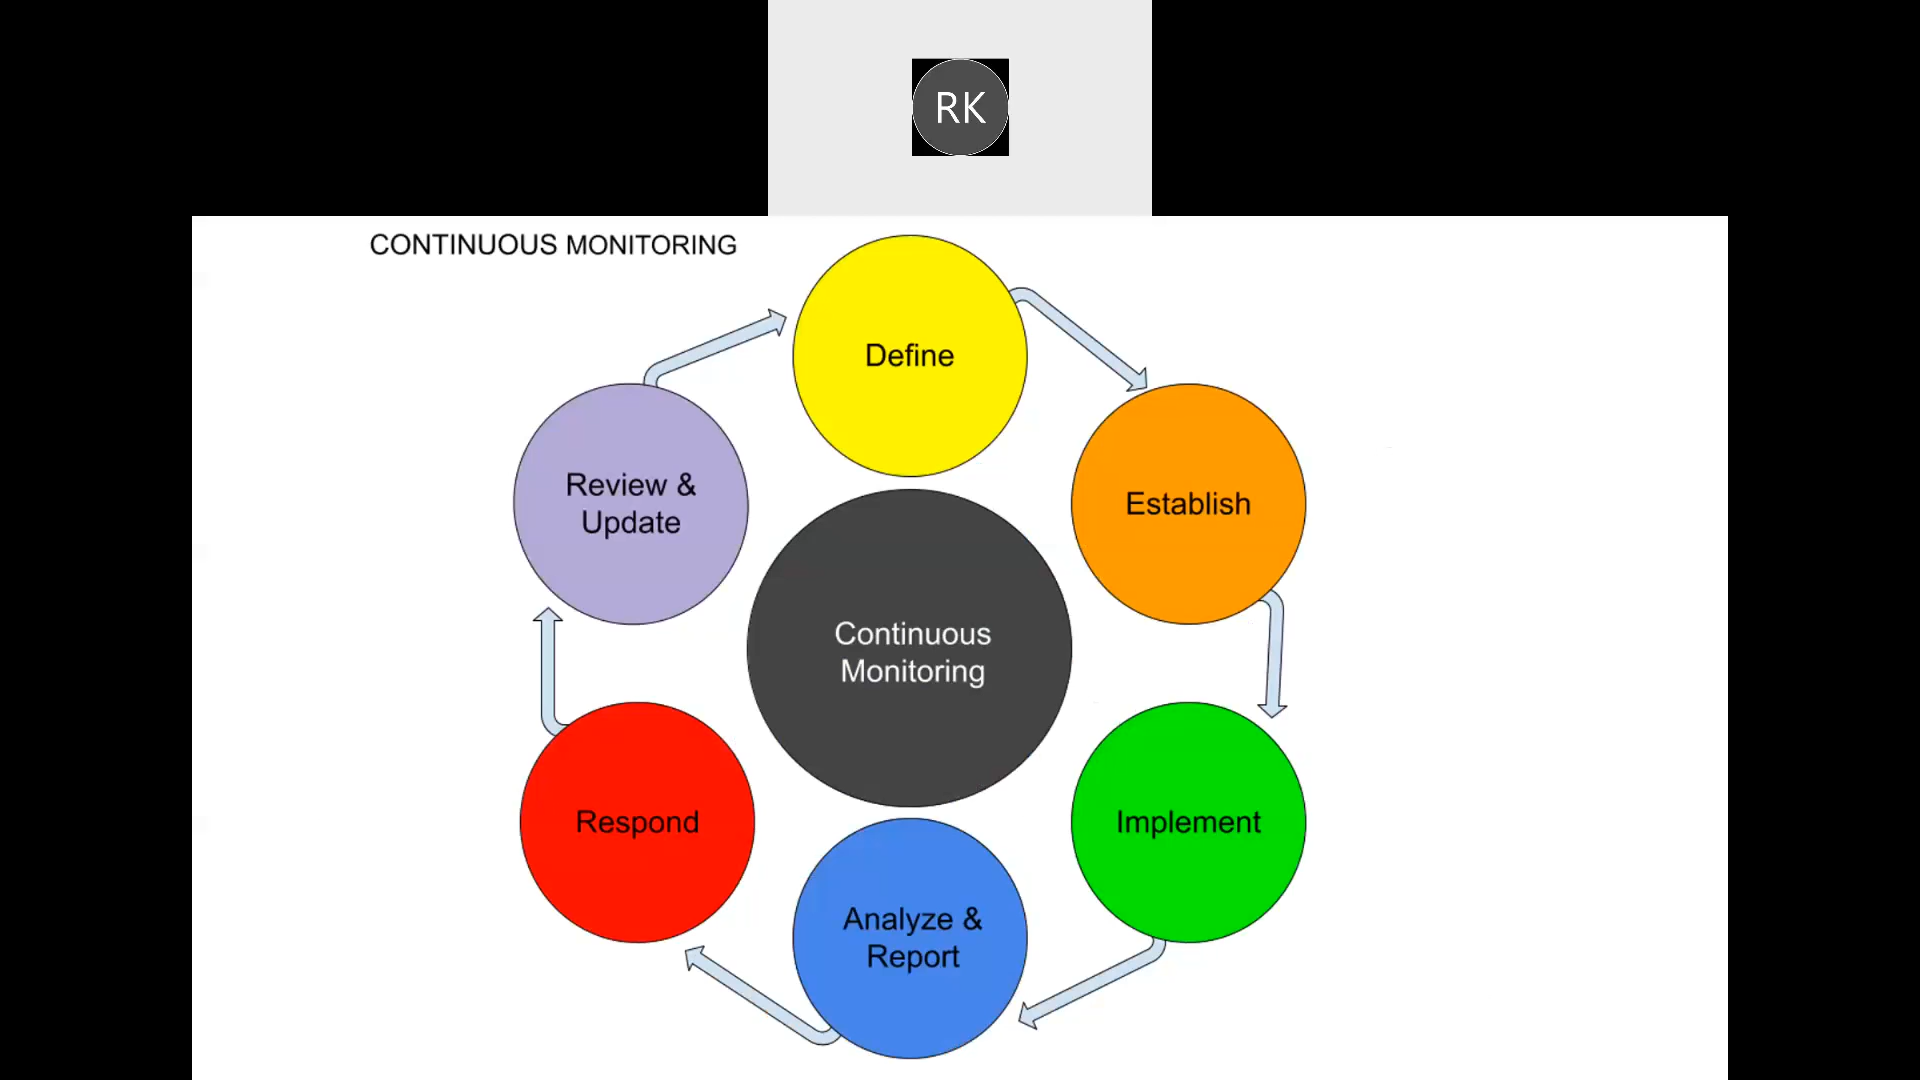 RK
CONTINUOUS MONITORING
Define
Establish
Implement
Analyze &
Report
Respond
Review &
Update
Continuous
Monitoring